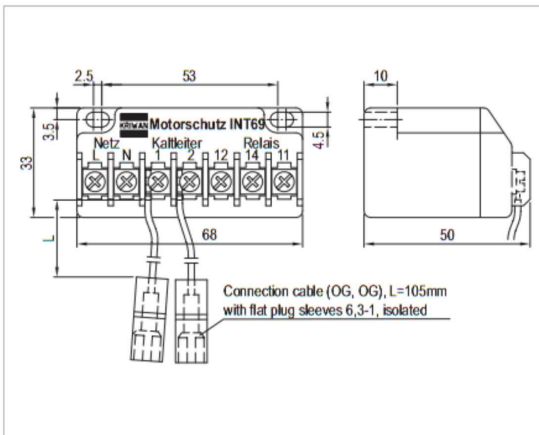 2.5 53 10
3.5 KRIWAN Motorschutz INT69 4.5
Netz Kaltleiter Relais
L N 1 2 12 14 11
33
68 50
L
Connection cable (OG, OG), L=105mm
with flat plug sleeves 6,3-1, isolated